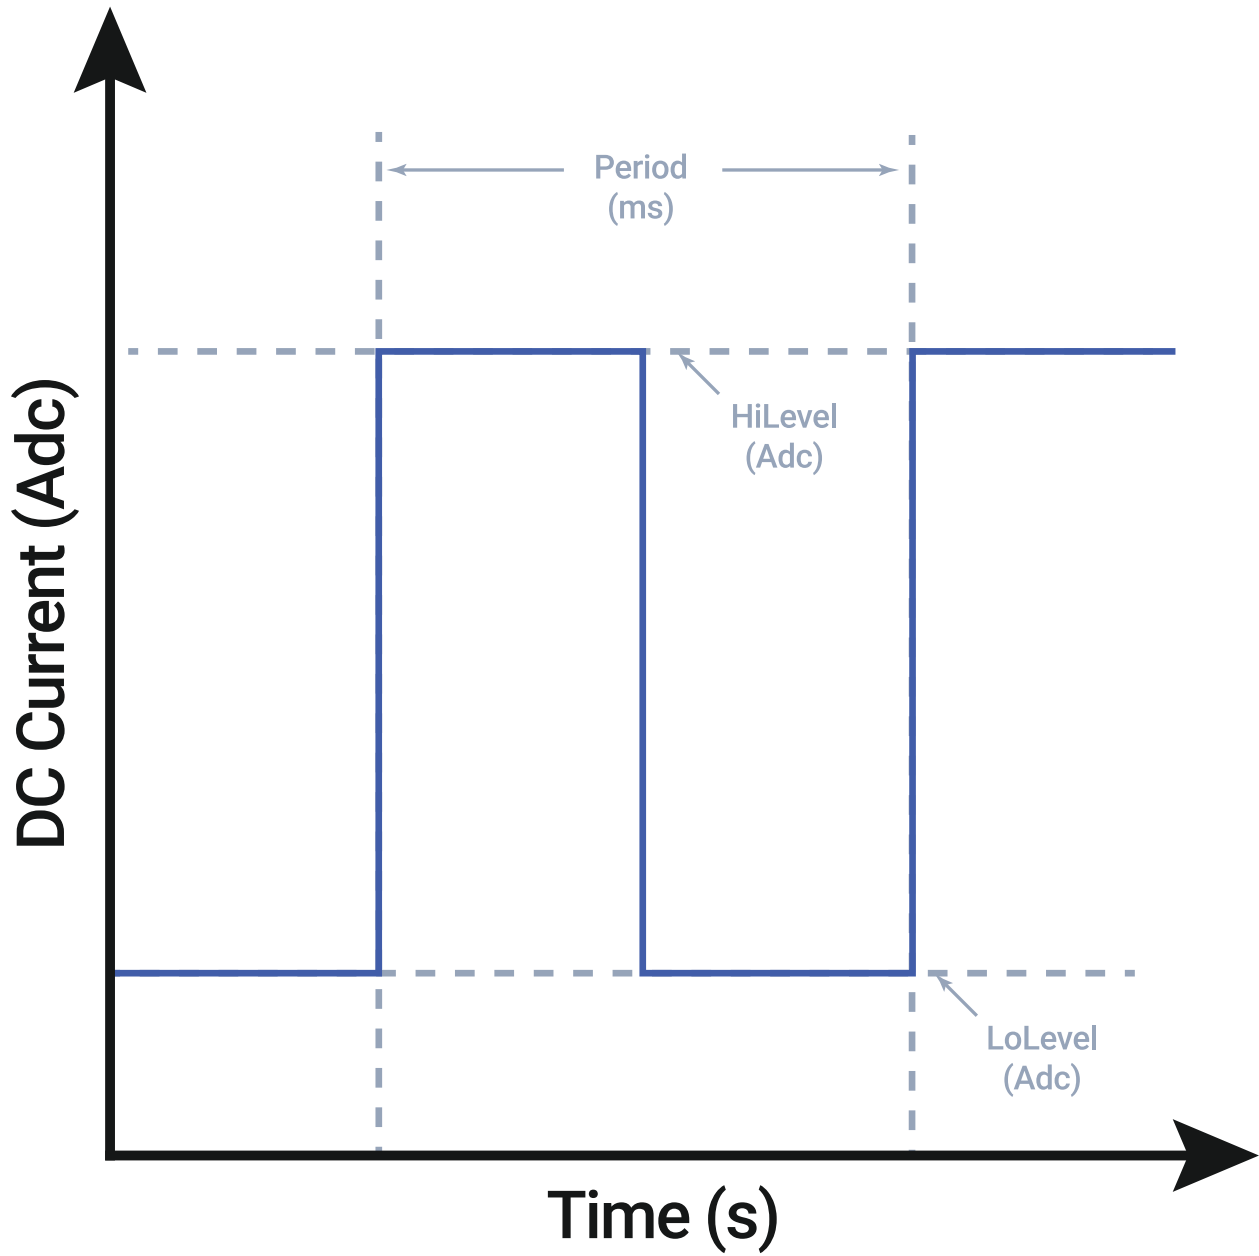 Period
(ms)
HiLevel
(Adc)
DC Current (Adc)
LoLevel
(Adc)
Time (s)